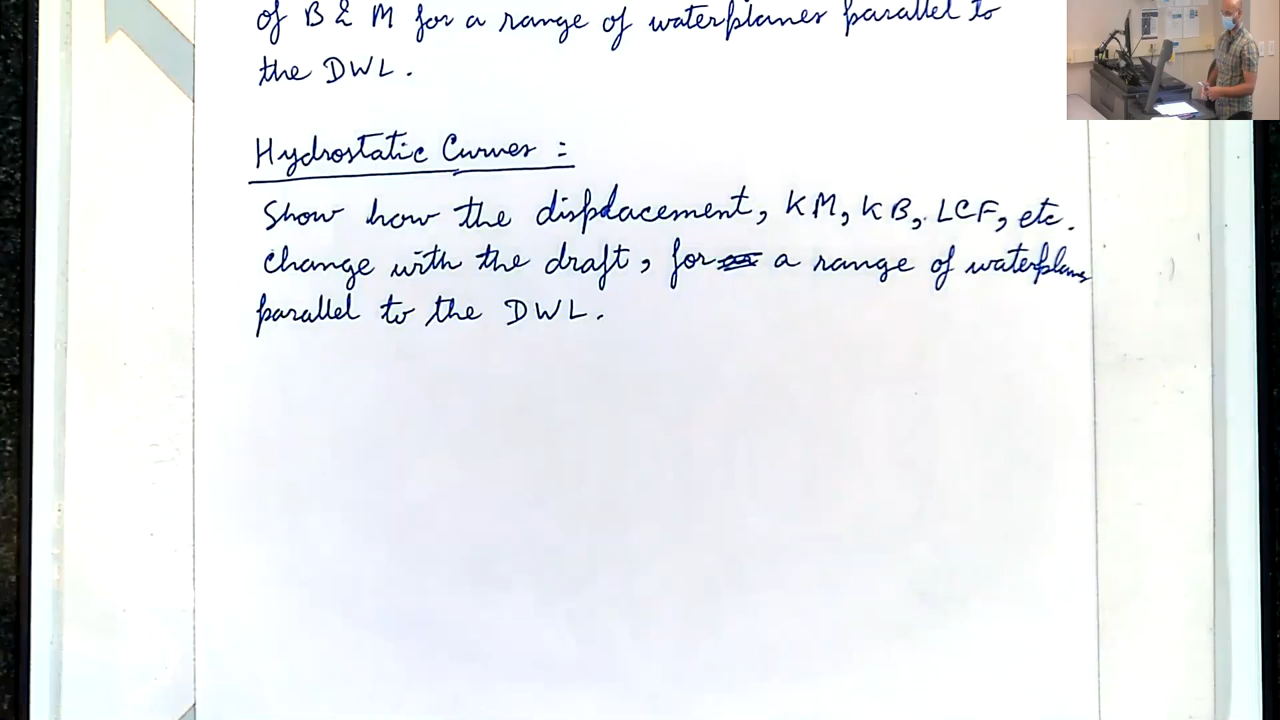 of B & M for a range of waterplanes parallel to
the DWL.
Hydrostatic Curves :
Show how the displacement, KM, KB, LCF, etc.
change with the draft, for a range of waterplanes
parallel to the DWL.